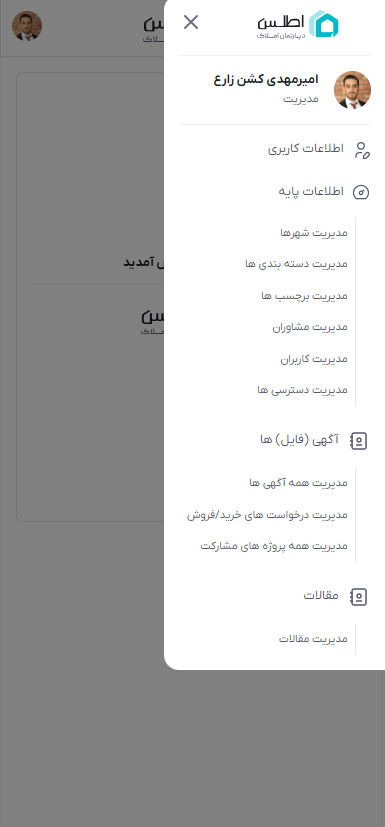 اطلس
دپارتمان املاک
امیرمهدی کشن زارع
مدیریت
اطلاعات کاربری
اطلاعات پایه
مدیریت شهرها
مدیریت دسته بندی ها
مدیریت برچسب ها
مدیریت مشاوران
مدیریت کاربران
مدیریت دسترسی ها
آگهی (فایل) ها
مدیریت همه آگهی ها
مدیریت درخواست های خرید/فروش
مدیریت همه پروژه های مشارکت
مقالات
مدیریت مقالات
آمدید